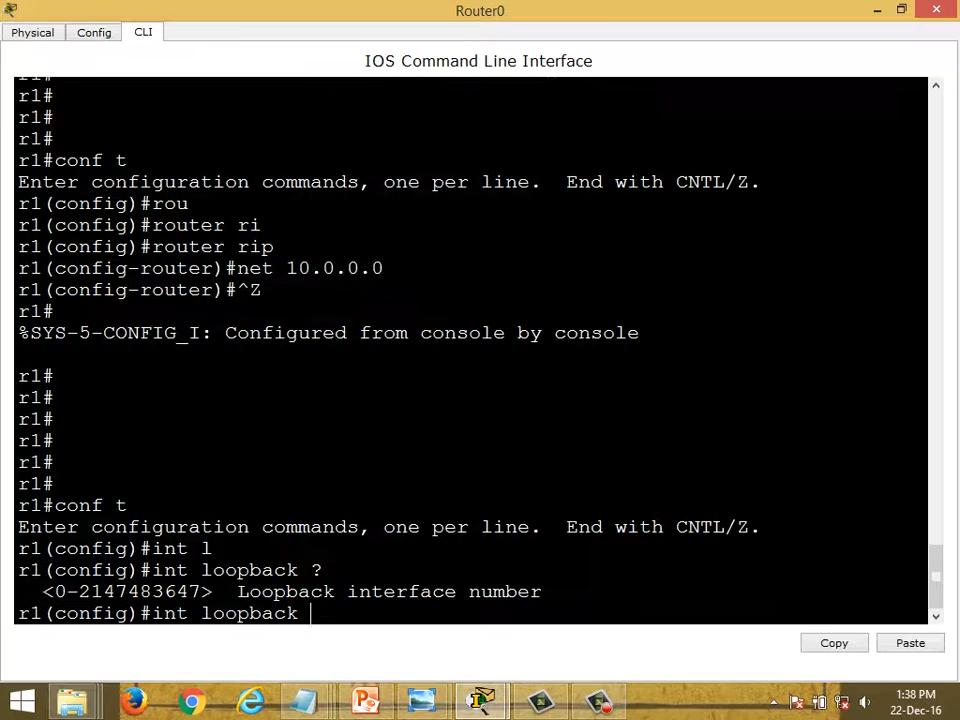 Router0
Physical Config CLI
IOS Command Line Interface
r1#
r1#
r1#
r1#
r1#conf t
Enter configuration commands, one per line.  End with CNTL/Z.
r1(config)#rou
r1(config)#router ri
r1(config)#router rip
r1(config-router)#net 10.0.0.0
r1(config-router)#^Z
r1#
%SYS-5-CONFIG_I: Configured from console by console
r1#
r1#
r1#
r1#
r1#
r1#
r1#conf t
Enter configuration commands, one per line.  End with CNTL/Z.
r1(config)#int l
r1(config)#int loopback ?
  <0-2147483647>  Loopback interface number
r1(config)#int loopback
Copy Paste
1:38 PM
22-Dec-16